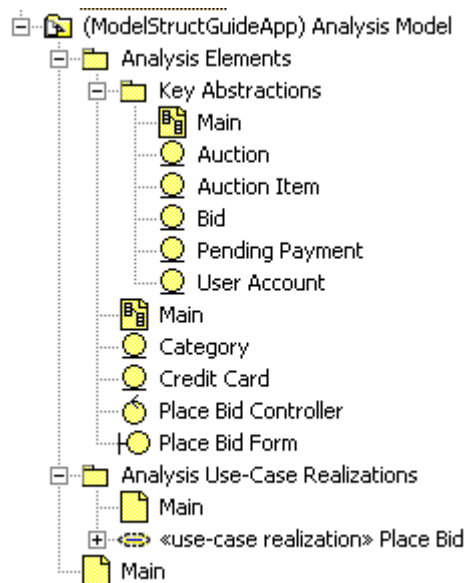 (ModelStructGuideApp) Analysis Model
Analysis Elements
Key Abstractions
Main
Auction
Auction Item
Bid
Pending Payment
User Account
Main
Category
Credit Card
Place Bid Controller
Place Bid Form
Analysis Use-Case Realizations
Main
«use-case realization» Place Bid
Main